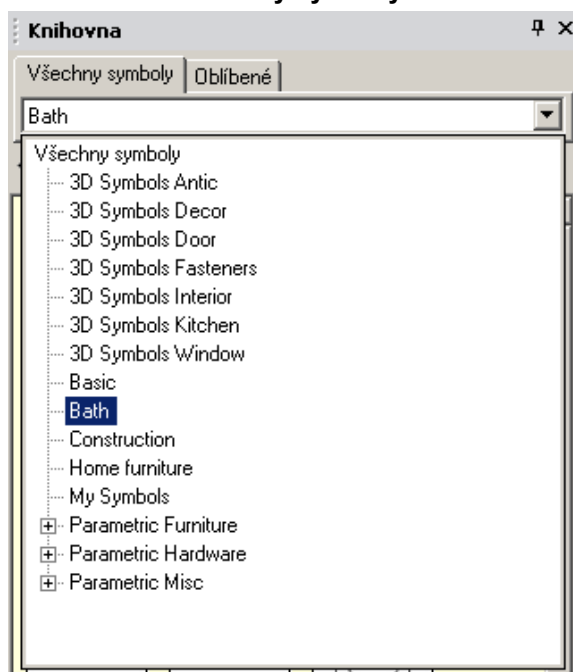 Knihovna
Všechny symboly Oblíbené
Bath
Všechny symboly
3D Symbols Antic
3D Symbols Decor
3D Symbols Door
3D Symbols Fasteners
3D Symbols Interior
3D Symbols Kitchen
3D Symbols Window
Basic
Bath
Construction
Home furniture
My Symbols
Parametric Furniture
Parametric Hardware
Parametric Misc